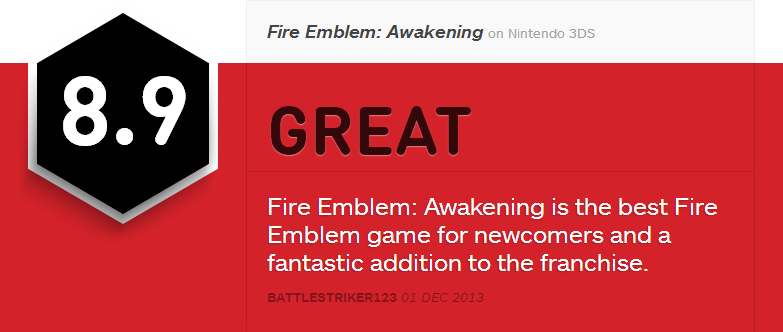 8.9
Fire Emblem: Awakening on Nintendo 3DS
GREAT
Fire Emblem: Awakening is the best Fire
Emblem game for newcomers and a
fantastic addition to the franchise.
BATTLESTRIKER123 01 DEC 2013